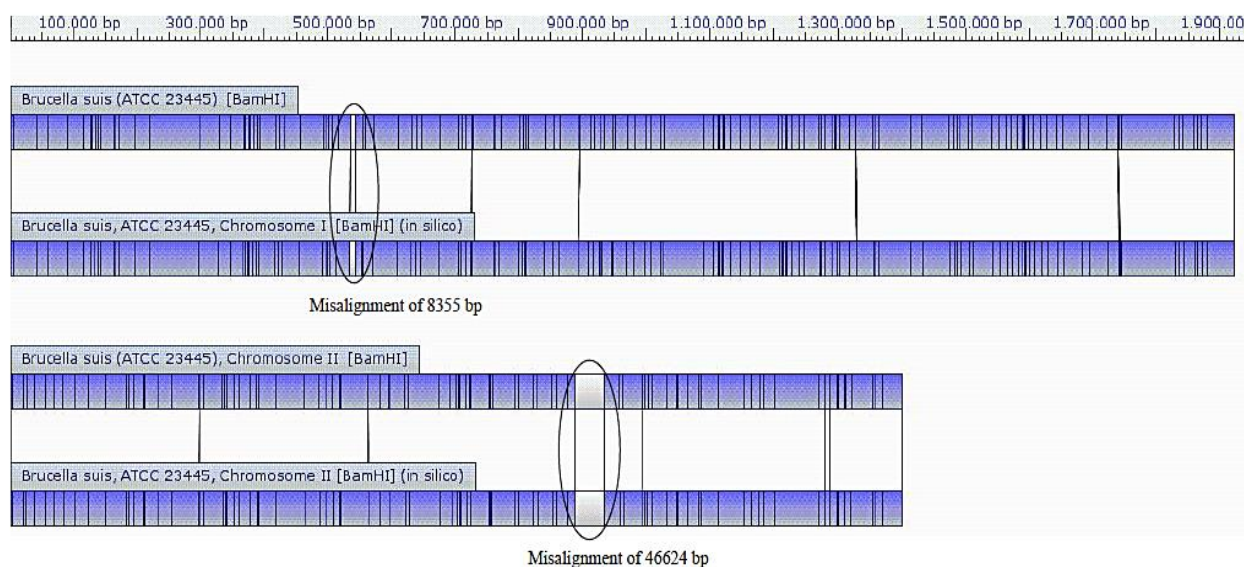 100.000 bp 300.000 bp 500.000 bp 700.000 bp 900.000 bp 1.100.000 bp 1.300.000 bp 1.500.000 bp 1.700.000 bp 1.900.
Brucella suis (ATCC 23445) [BamHI]
Brucella suis, ATCC 23445, Chromosome I [BamHI] (in silico)
Misalignment of 8355 bp
Brucella suis (ATCC 23445), Chromosome II [BamHI]
Brucella suis, ATCC 23445, Chromosome II [BamHI] (in silico)
Misalignment of 46624 bp